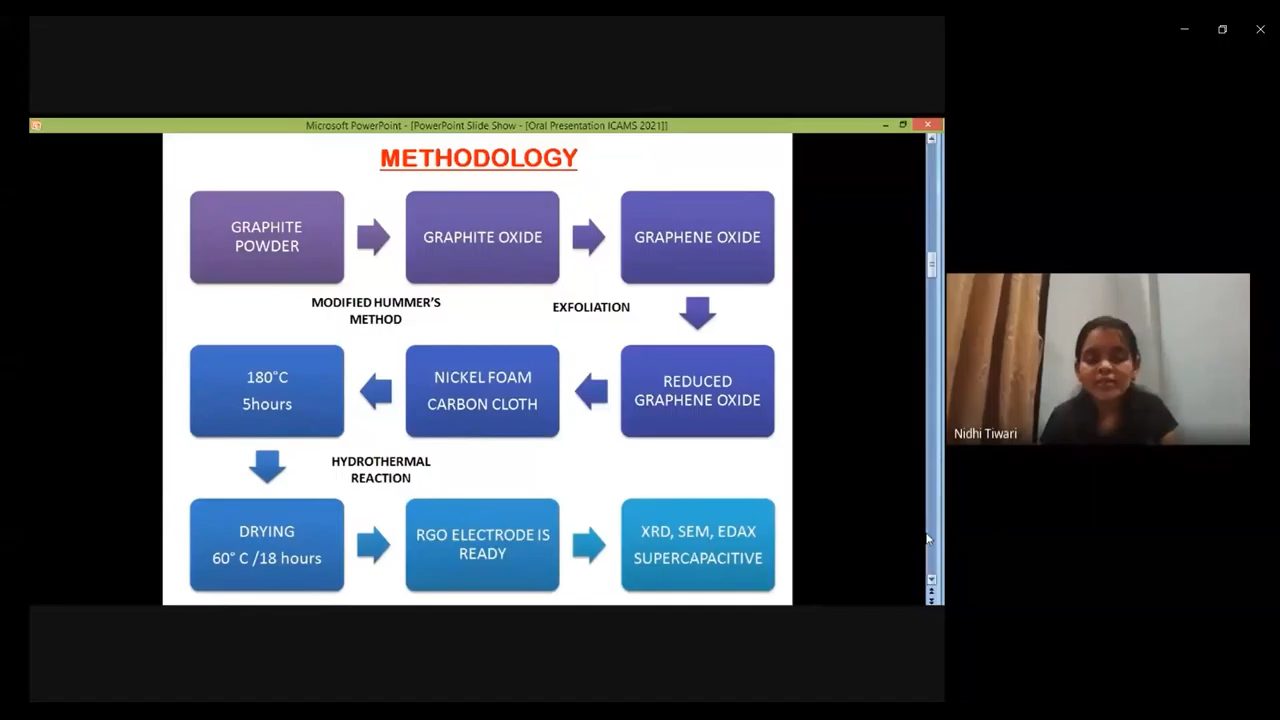 Microsoft PowerPoint - [PowerPoint Slide Show - [Oral Presentation ICAMS 2021]]
METHODOLOGY
GRAPHITE
POWDER
GRAPHITE OXIDE
GRAPHENE OXIDE
MODIFIED HUMMER'S
METHOD
EXFOLIATION
REDUCED
GRAPHENE OXIDE
NICKEL FOAM
CARBON CLOTH
180°C
5hours
HYDROTHERMAL
REACTION
DRYING
60° C /18 hours
RGO ELECTRODE IS
READY
XRD, SEM, EDAX
SUPERCAPACITIVE
Nidhi Tiwari